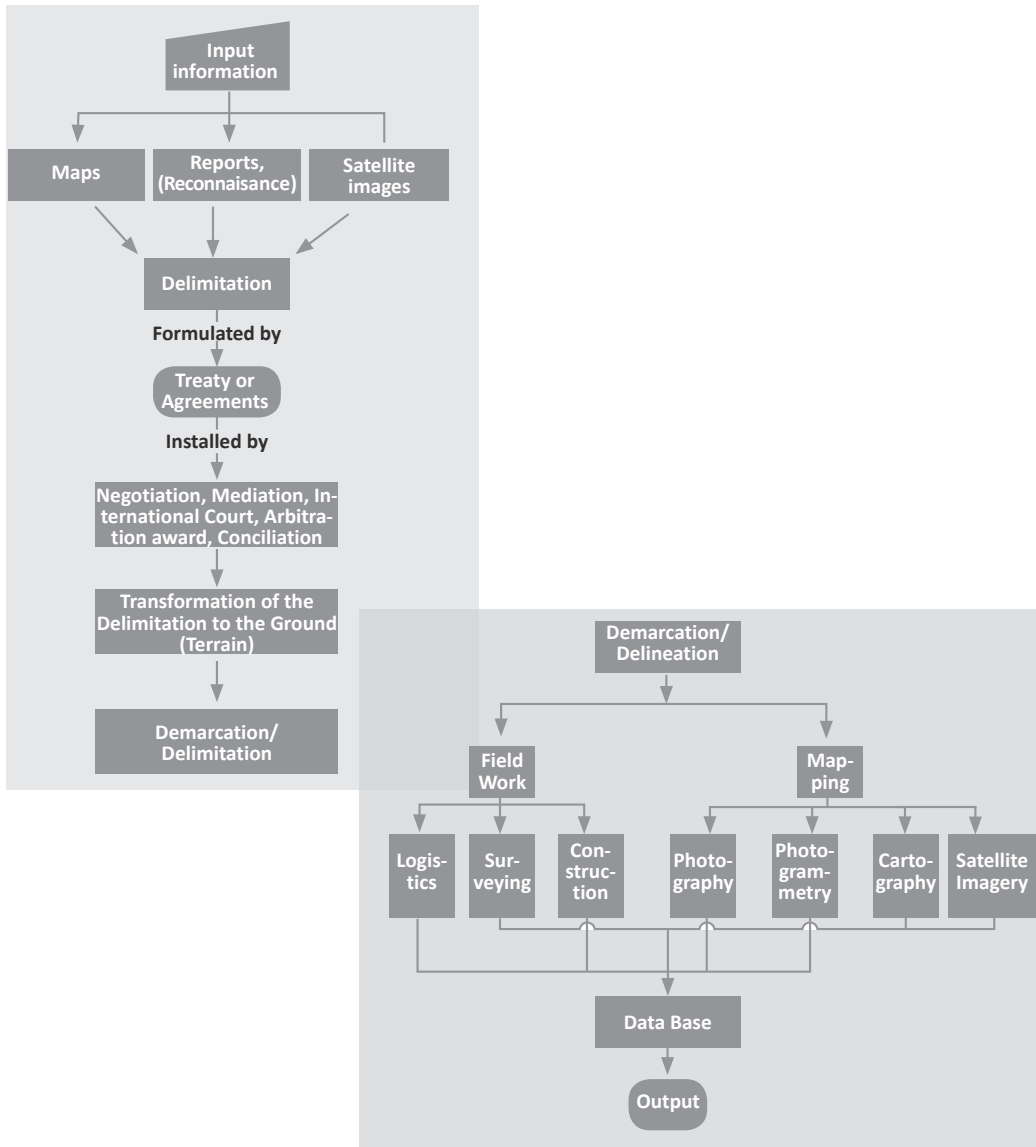 Input
information
Maps
Reports,
(Reconnaisance)
Satellite
images
Delimitation
Formulated by
Treaty or
Agreements
Installed by
Negotiation, Mediation, In-
ternational Court, Arbitra-
tion award, Conciliation
Transformation of the
Delimitation to the Ground
(Terrain)
Demarcation/
Delimitation
Demarcation/
Delineation
Field
Work
Map-
ping
Logis-
tics
Sur-
veying
Con-
struc-
tion
Photo-
graphy
Photo-
gram-
metry
Carto-
graphy
Satellite
Imagery
Data Base
Output